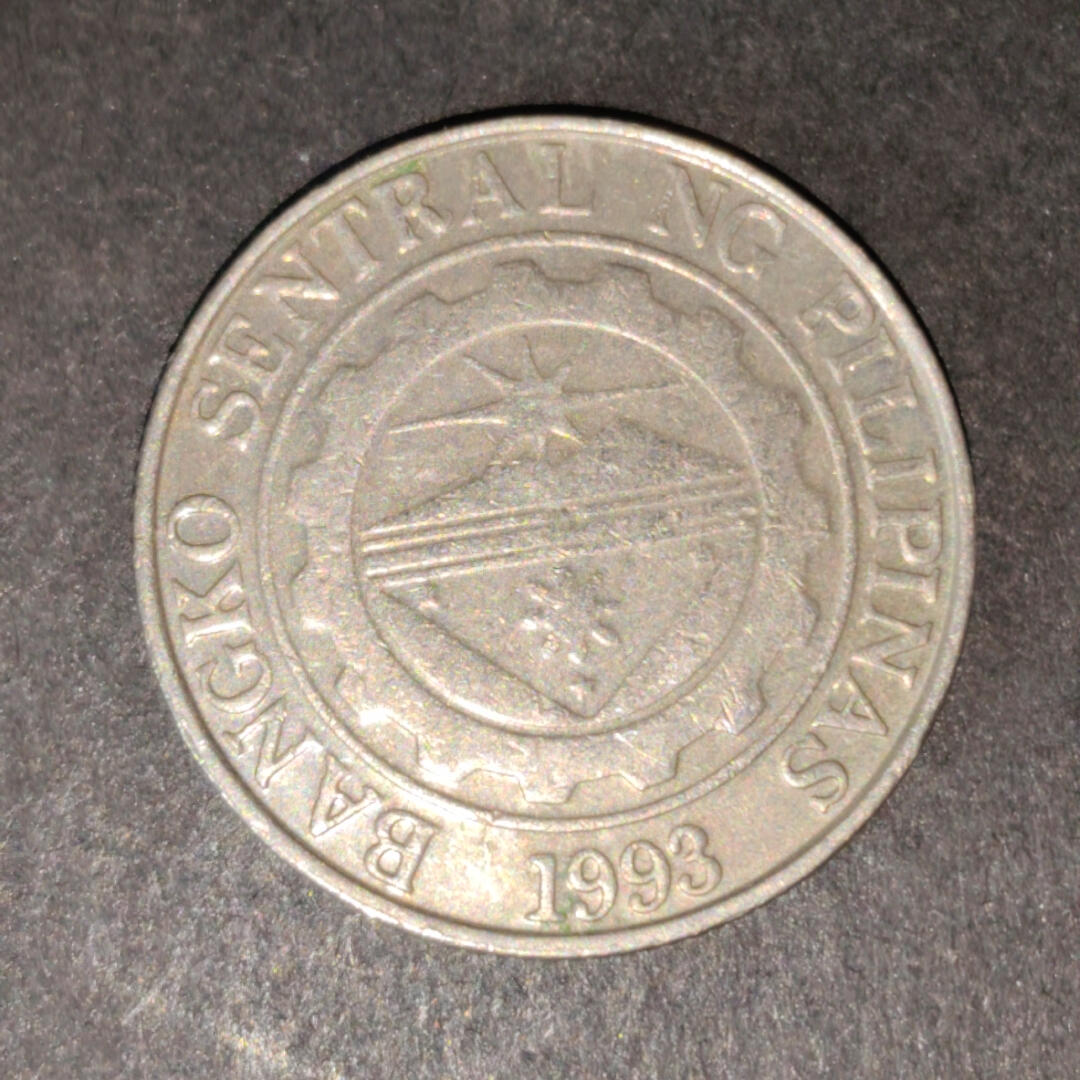 BANGKO SENTRAL NG PILIPINAS
1993